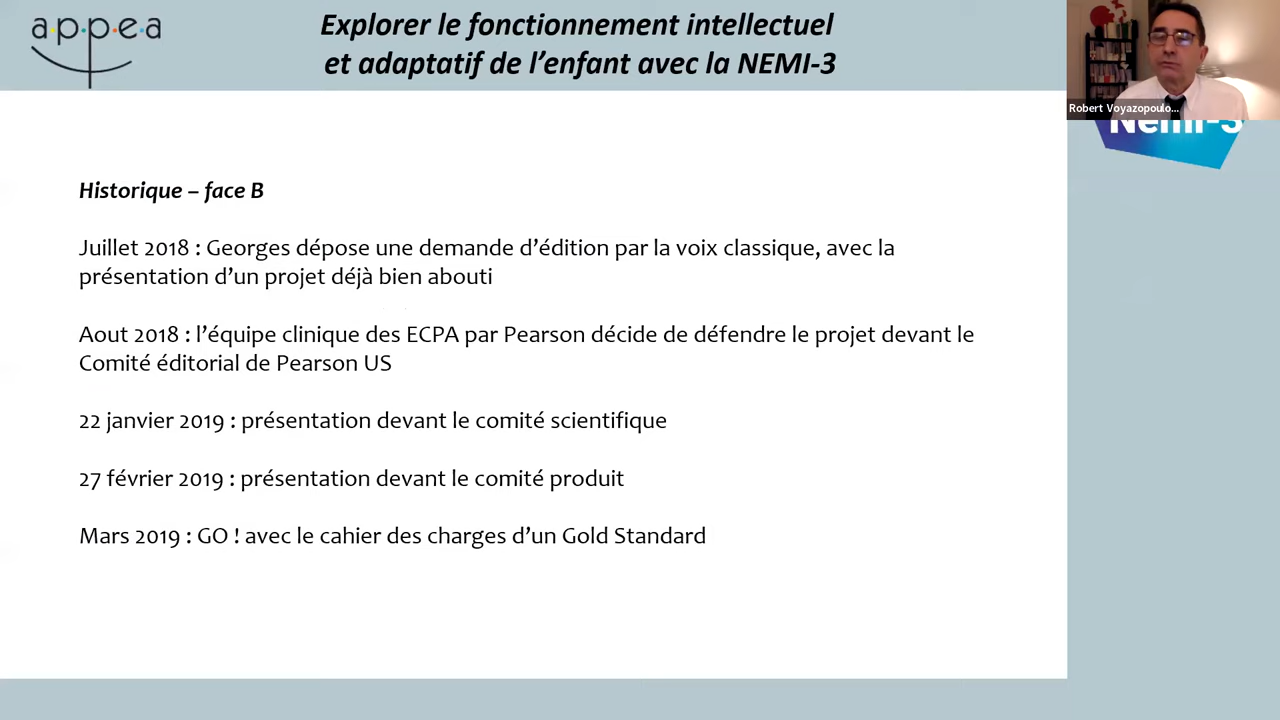 a·p·p·e·a
Explorer le fonctionnement intellectuel
et adaptatif de l’enfant avec la NEMI-3
Robert Voyazopoulo...
Nemi-3
Historique – face B
Juillet 2018 : Georges dépose une demande d’édition par la voix classique, avec la
présentation d’un projet déjà bien abouti
Aout 2018 : l’équipe clinique des ECPA par Pearson décide de défendre le projet devant le
Comité éditorial de Pearson US
22 janvier 2019 : présentation devant le comité scientifique
27 février 2019 : présentation devant le comité produit
Mars 2019 : GO ! avec le cahier des charges d’un Gold Standard